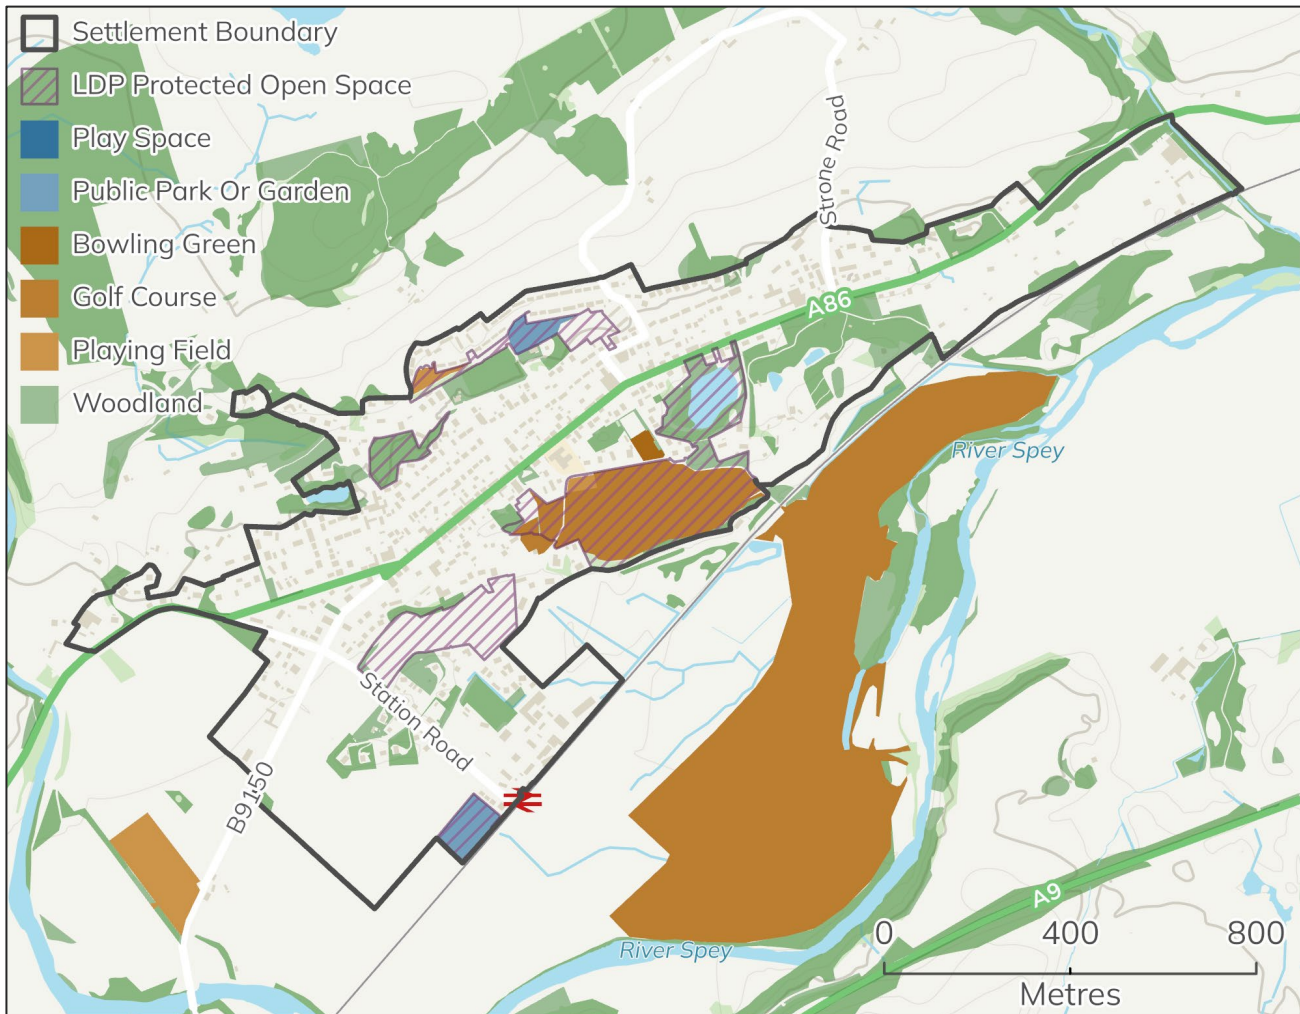 Settlement Boundary
LDP Protected Open Space
Play Space
Public Park Or Garden
Bowling Green
Golf Course
Playing Field
Woodland
Strone Road
A86
River Spey
Station Road
B9150
A9
River Spey
0 400 800
Metres